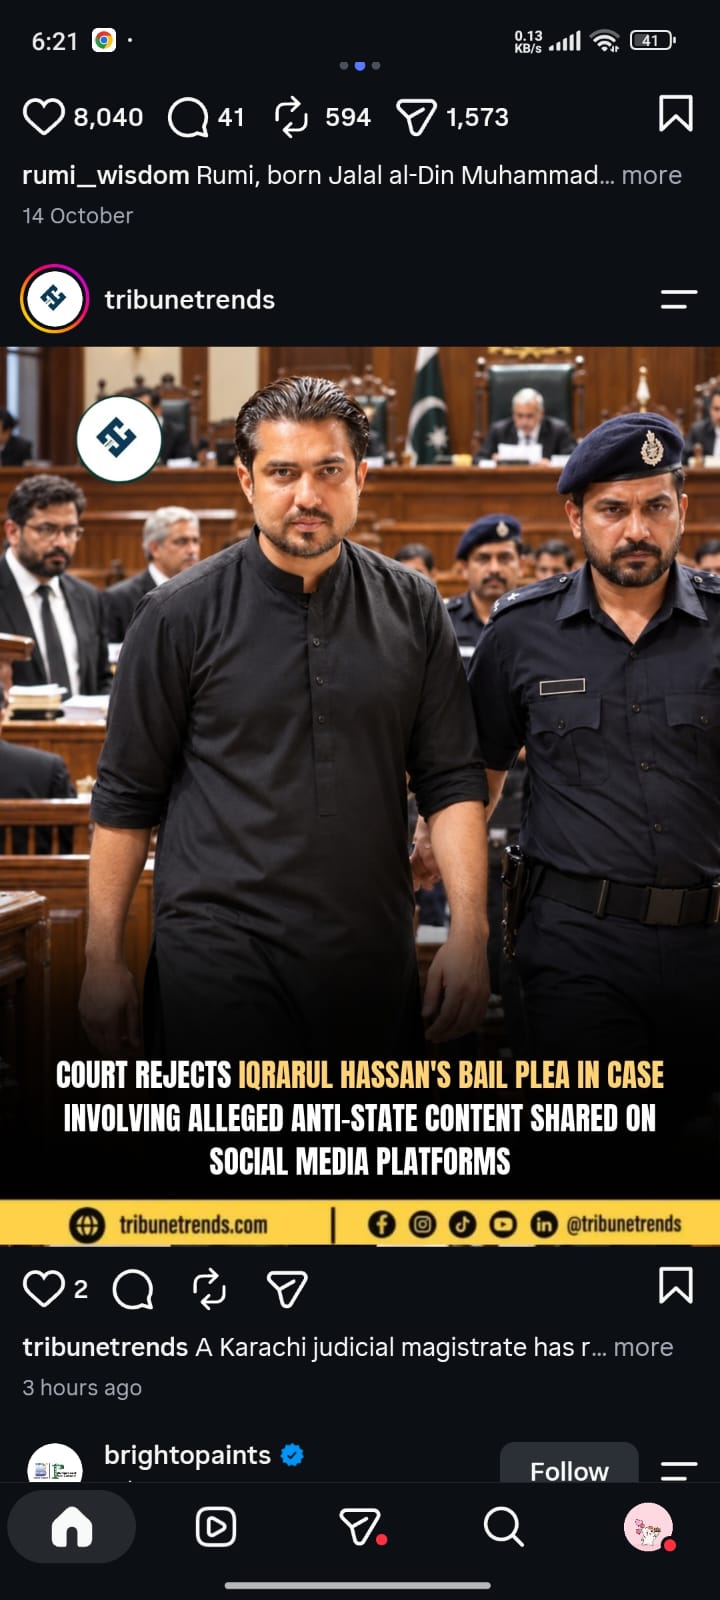 6:21
0.13
KB/s
41
8,040 41 594 1,573
rumi__wisdom Rumi, born Jalal al-Din Muhammad... more
14 October
tribunetrends
COURT REJECTS IQRARUL HASSAN'S BAIL PLEA IN CASE
INVOLVING ALLEGED ANTI-STATE CONTENT SHARED ON
SOCIAL MEDIA PLATFORMS
tribunetrends.com | @tribunetrends
2
tribunetrends A Karachi judicial magistrate has r... more
3 hours ago
brightopaints
Follow